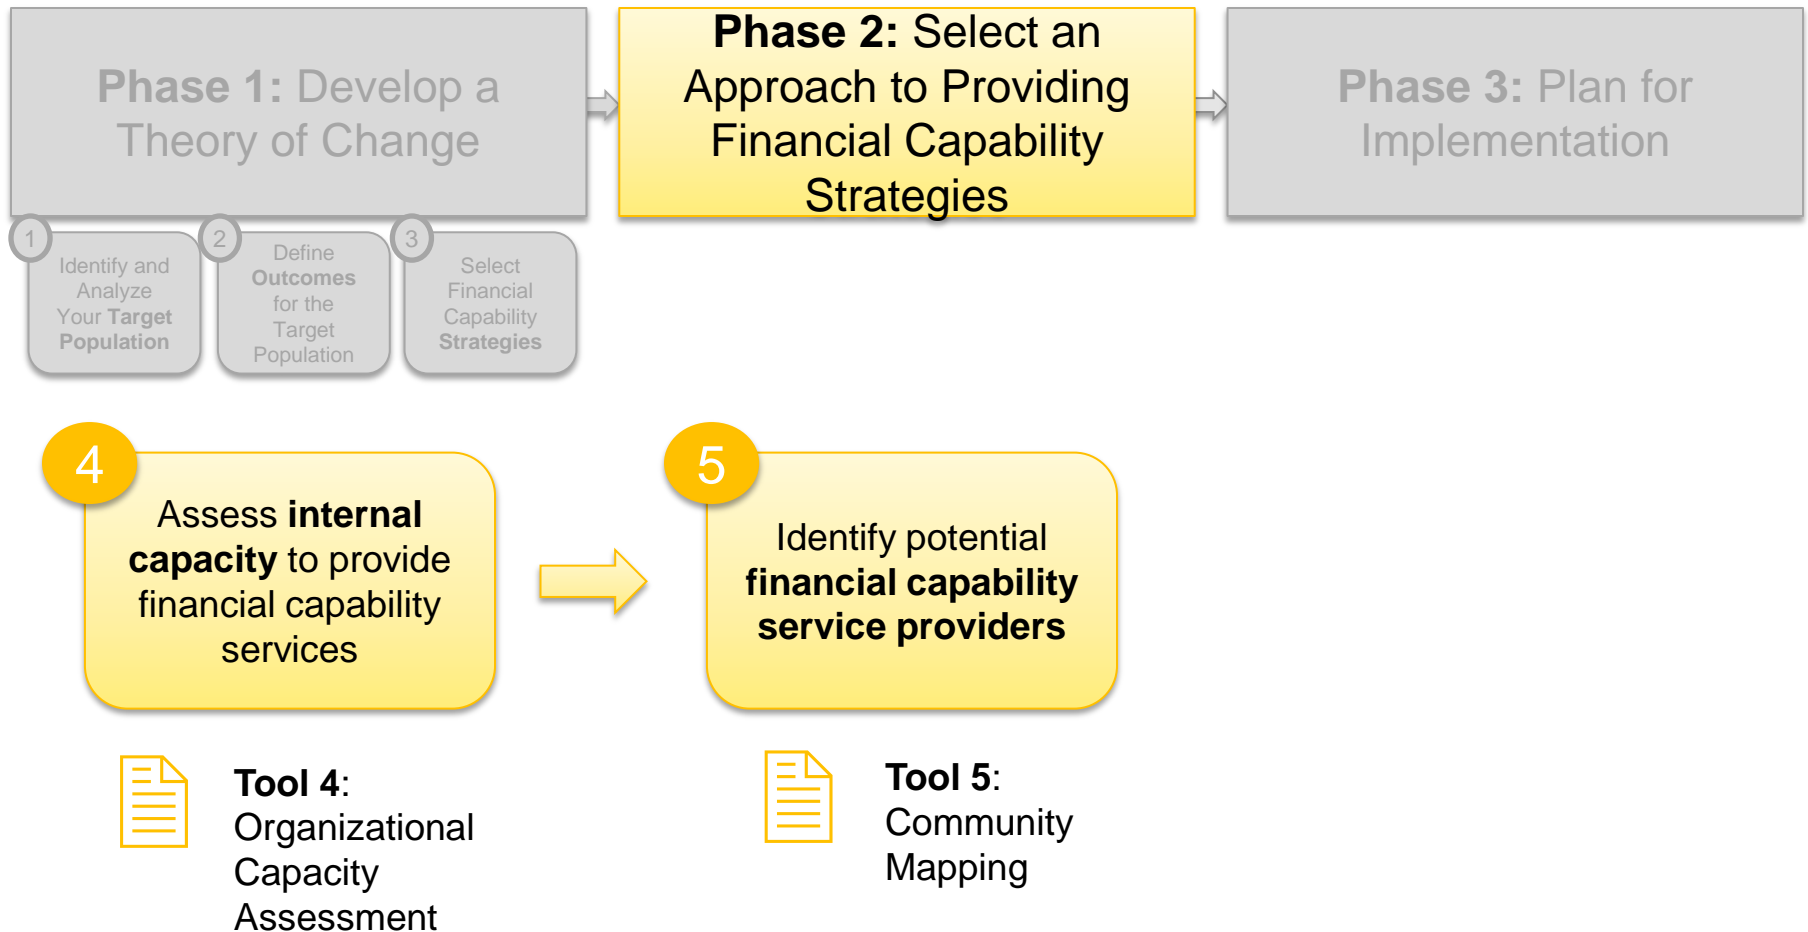 Phase 1: Develop a
Theory of Change
Phase 2: Select an
Approach to Providing
Financial Capability
Strategies
Phase 3: Plan for
Implementation
1
Identify and
Analyze
Your Target
Population
2
Define
Outcomes
for the
Target
Population
3
Select
Financial
Capability
Strategies
4
Assess internal
capacity to provide
financial capability
services
5
Identify potential
financial capability
service providers
Tool 4:
Organizational
Capacity
Assessment
Tool 5:
Community
Mapping